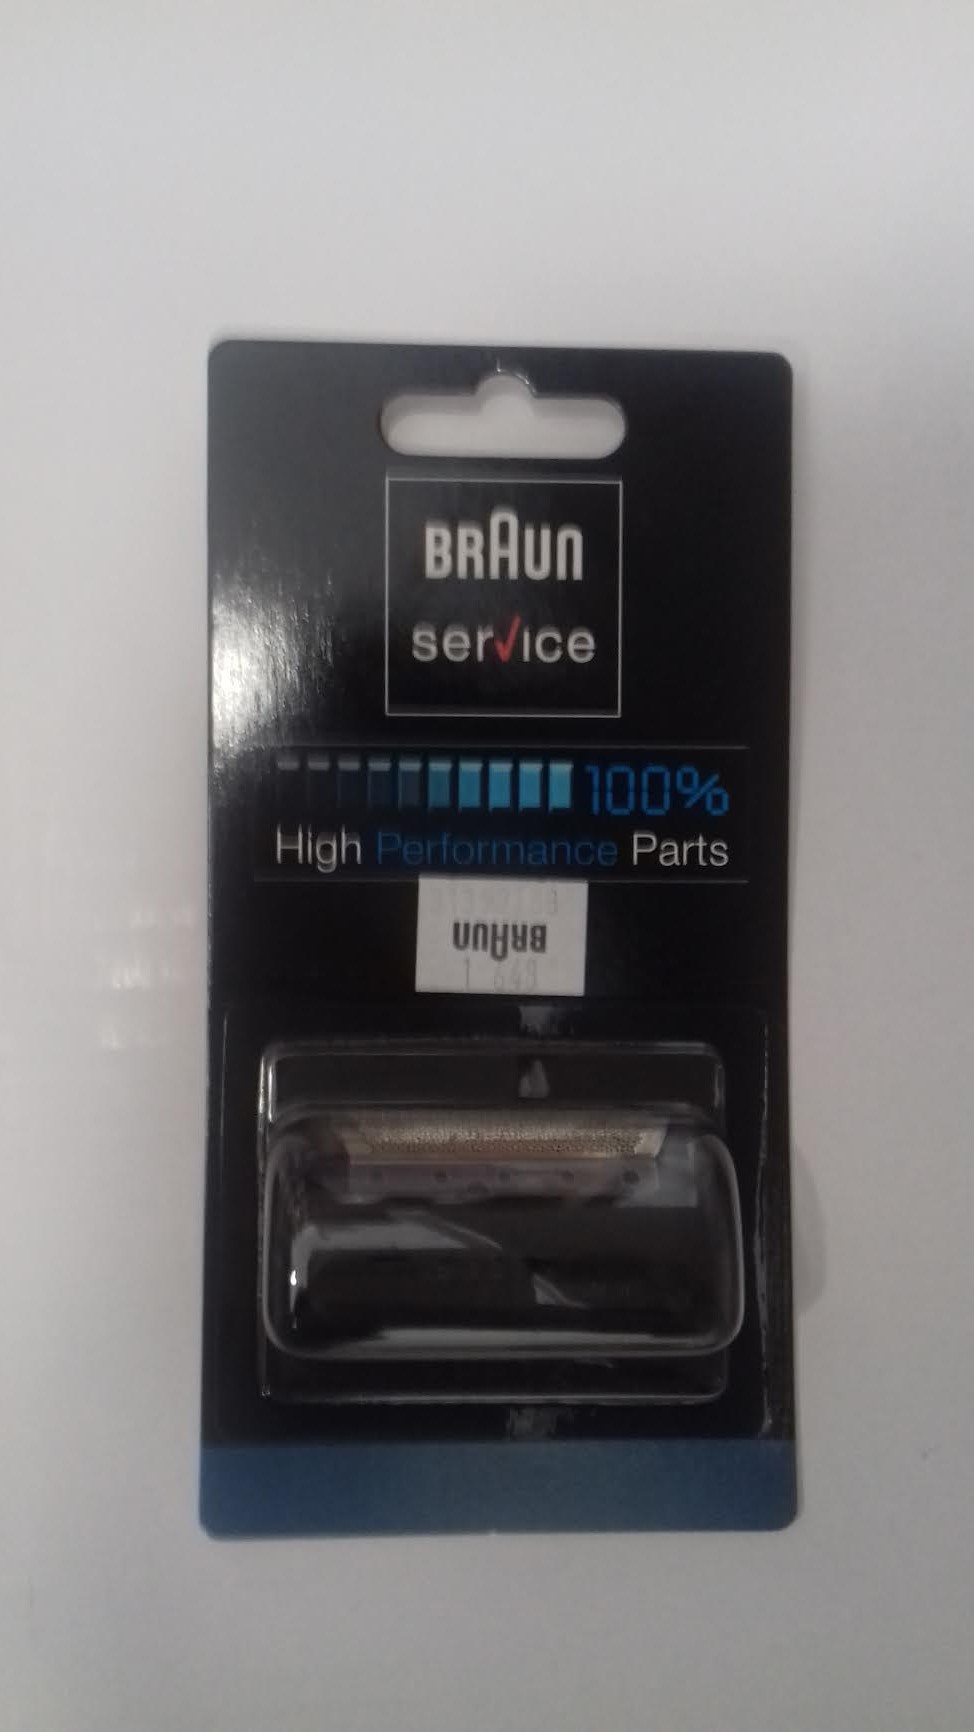 BRAUN
service
100%
High Performance Parts
BRAUN